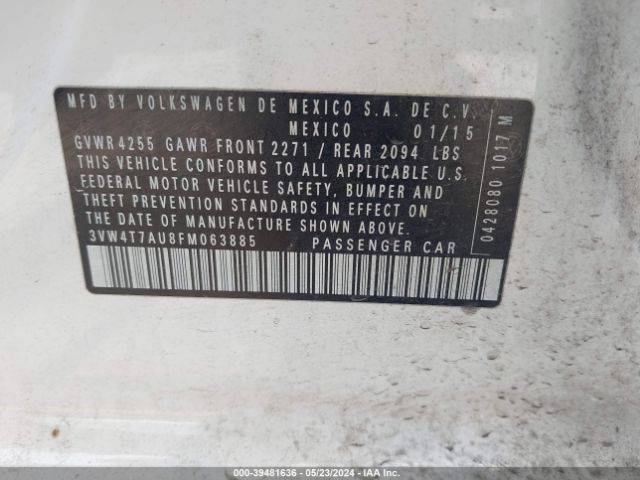 MFD BY VOLKSWAGEN DE MEXICO S.A. DE C.V.
MEXICO 01/15
GVWR 4255 GAWR FRONT 2271 / REAR 2094 LBS
THIS VEHICLE CONFORMS TO ALL APPLICABLE U.S.
FEDERAL MOTOR VEHICLE SAFETY, BUMPER AND
THEFT PREVENTION STANDARDS IN EFFECT ON
THE DATE OF MANUFACTURE SHOWN ABOVE.
3VW4T7AU8FM063885 PASSENGER CAR
0428080 1017 M
000-39481636 - 05/23/2024 - IAA Inc.